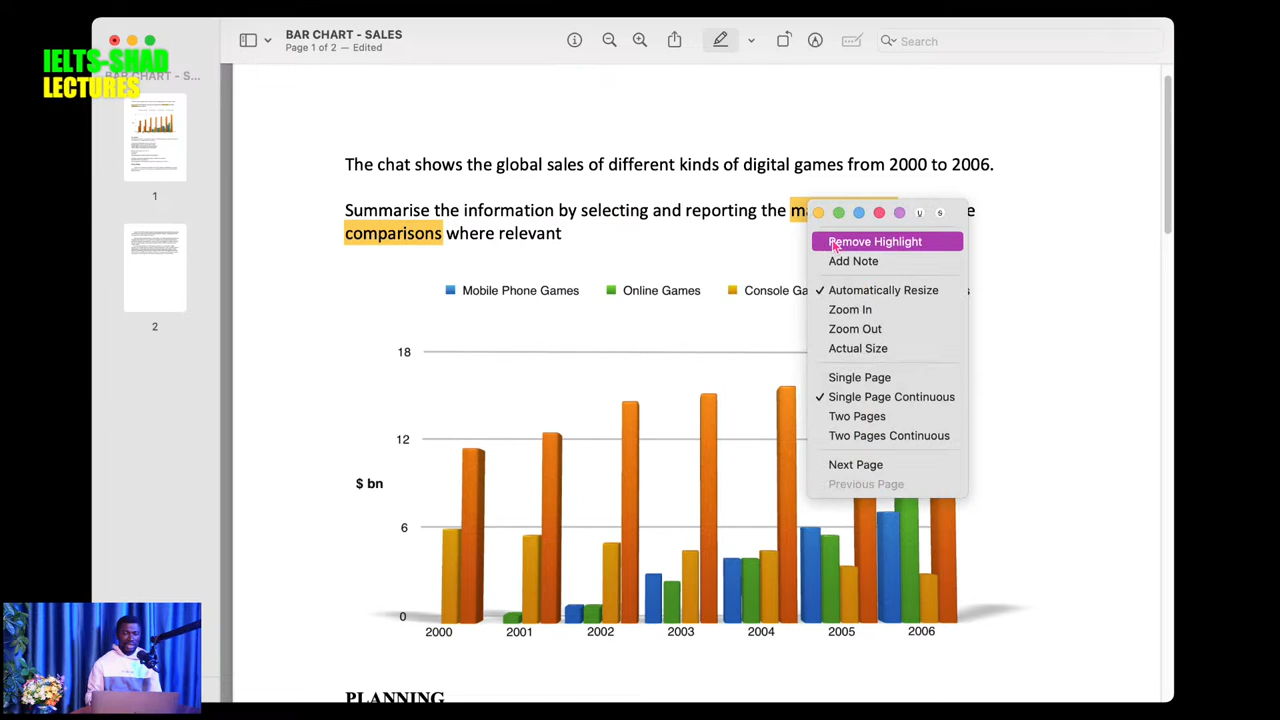 BAR CHART - SALES
Page 1 of 2 — Edited
Search
IELTS-SHAD
LECTURES
BAR CHART - S...
1
2
The chat shows the global sales of different kinds of digital games from 2000 to 2006.
Summarise the information by selecting and reporting the
comparisons where relevant
Remove Highlight
Add Note
Automatically Resize
Zoom In
Zoom Out
Actual Size
Single Page
Single Page Continuous
Two Pages
Two Pages Continuous
Next Page
Previous Page
Mobile Phone Games
Online Games
Console
18
12
$ bn
6
0
2000
2001
2002
2003
2004
2005
2006
PLANNING